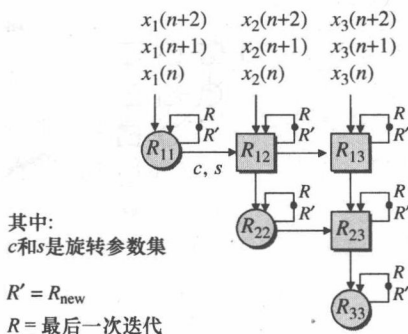 x₁(n+2) x₂(n+2) x₃(n+2)
x₁(n+1) x₂(n+1) x₃(n+1)
x₁(n) x₂(n) x₃(n)
R R R
R' R' R'
R₁₁ R₁₂ R₁₃
c, s
R R
R' R'
R₂₂ R₂₃
其中:
c和s是旋转参数集
R' = R_new
R
R'
R₃₃
R = 最后一次迭代